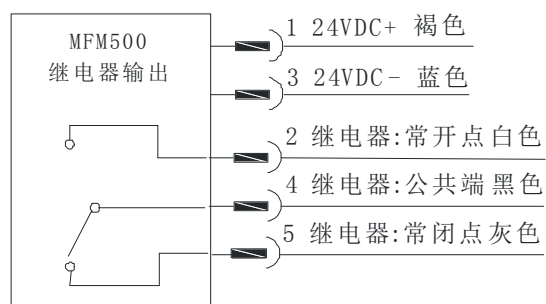 MFM500
继电器输出
1 24VDC+ 褐色
3 24VDC- 蓝色
2 继电器:常开点白色
4 继电器:公共端黑色
5 继电器:常闭点灰色